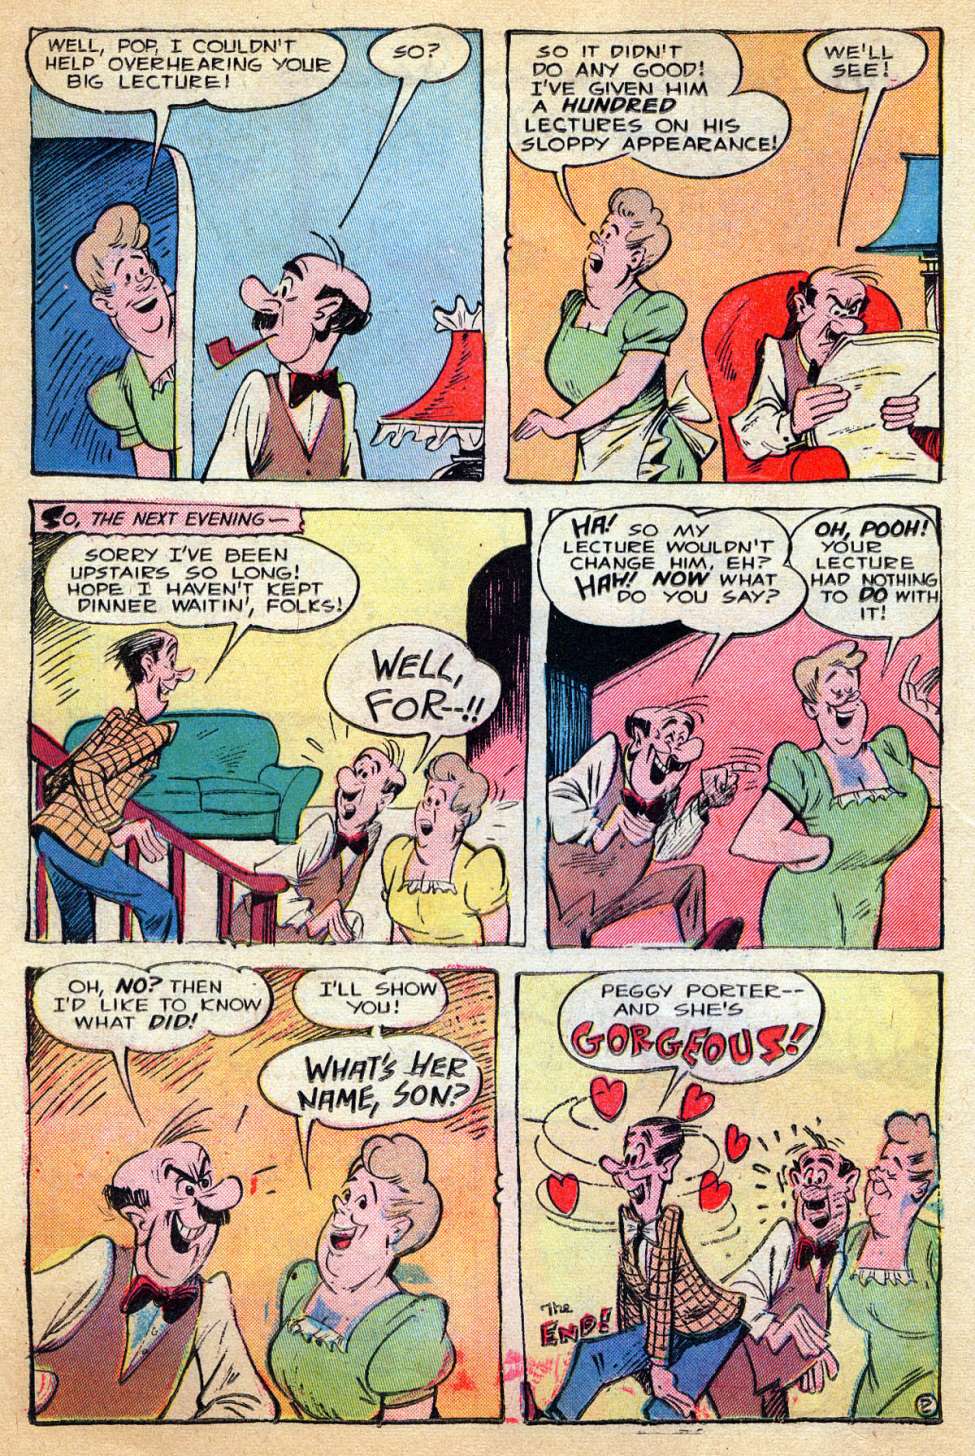 WELL, POP, I COULDN'T
HELP OVERHEARING YOUR
BIG LECTURE!
SO?
SO IT DIDN'T
DO ANY GOOD!
I'VE GIVEN HIM
A HUNDRED
LECTURES ON HIS
SLOPPY APPEARANCE!
WE'LL
SEE!
SO, THE NEXT EVENING—
SORRY I'VE BEEN
UPSTAIRS SO LONG!
HOPE I HAVEN'T KEPT
DINNER WAITIN', FOLKS!
WELL,
FOR--!!
HA! SO MY
LECTURE WOULDN'T
CHANGE HIM, EH?
HAH! NOW WHAT
DO YOU SAY?
OH, POOH!
YOUR
LECTURE
HAD NOTHING
TO DO WITH
IT!
OH, NO? THEN
I'D LIKE TO KNOW
WHAT DID!
I'LL SHOW
YOU!
WHAT'S HER
NAME, SON?
PEGGY PORTER--
AND SHE'S
GORGEOUS!
The
END!
2